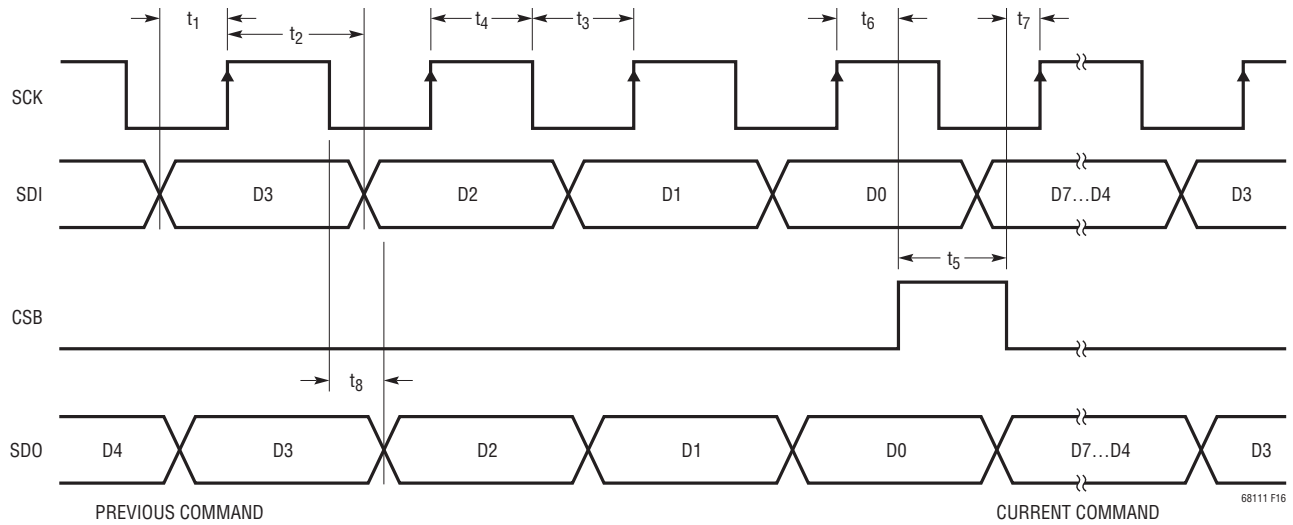 t1
t2
t4
t3
t6
t7
SCK
SDI
D3
D2
D1
D0
D7...D4
D3
t5
CSB
t8
SDO
D4
D3
D2
D1
D0
D7...D4
D3
68111 F16
PREVIOUS COMMAND
CURRENT COMMAND